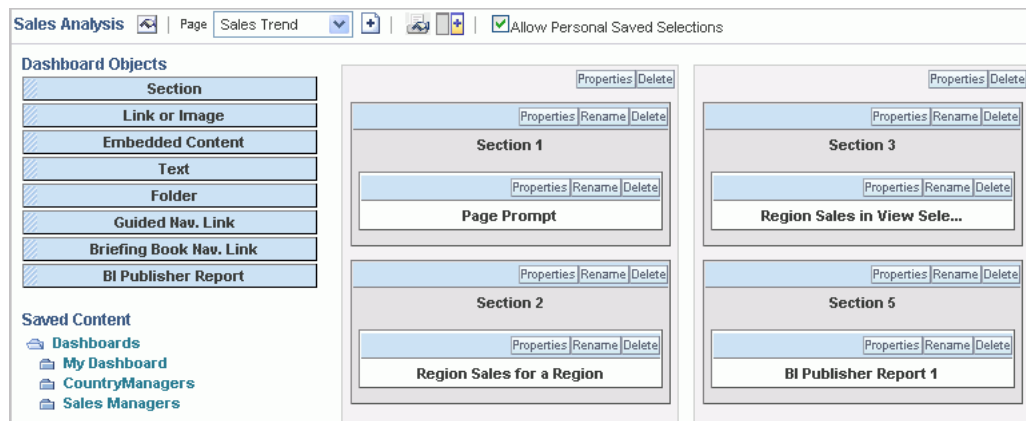 Sales Analysis Page Sales Trend Allow Personal Saved Selections
Dashboard Objects
Section
Link or Image
Embedded Content
Text
Folder
Guided Nav. Link
Briefing Book Nav. Link
BI Publisher Report
Saved Content
Dashboards
My Dashboard
CountryManagers
Sales Managers
Properties Delete
Properties Rename Delete
Section 1
Properties Rename Delete
Page Prompt
Properties Rename Delete
Section 2
Properties Rename Delete
Region Sales for a Region
Properties Delete
Properties Rename Delete
Section 3
Properties Rename Delete
Region Sales in View Sele...
Properties Rename Delete
Section 5
Properties Rename Delete
BI Publisher Report 1